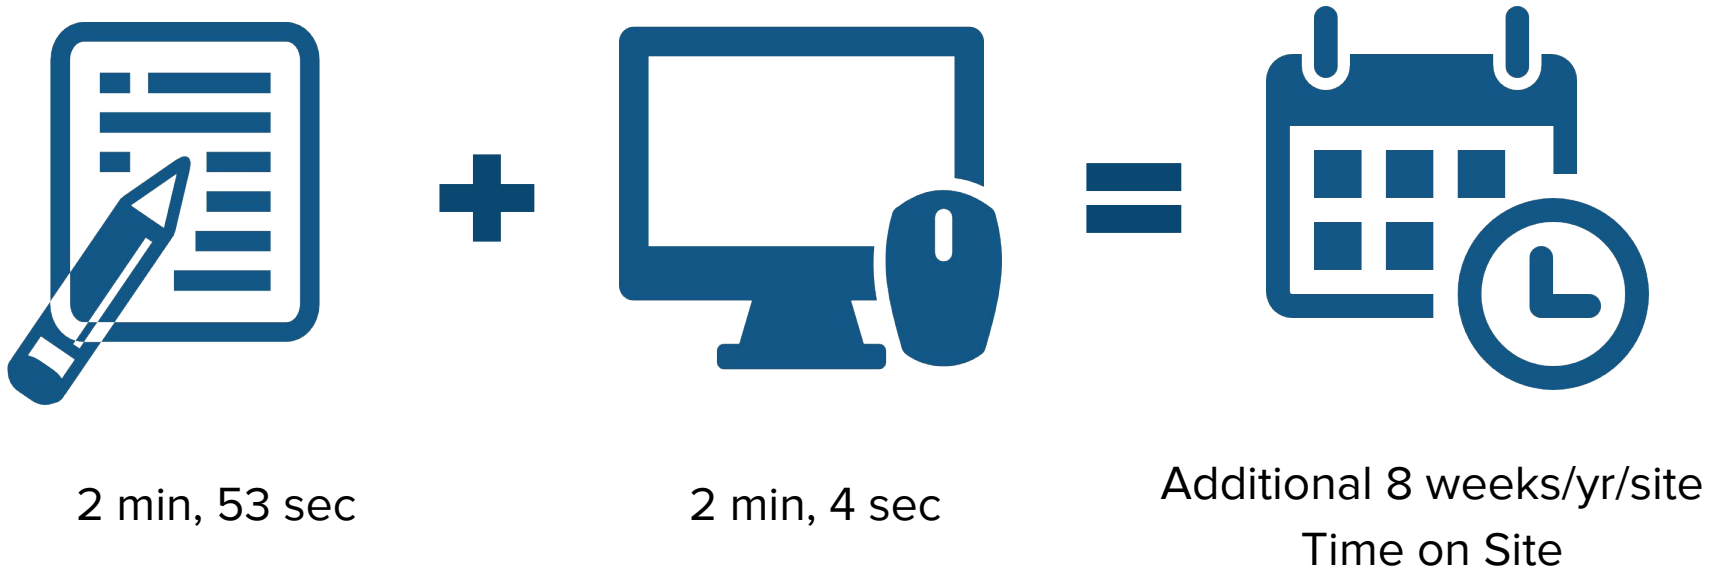 2 min, 53 sec
2 min, 4 sec
Additional 8 weeks/yr/site
Time on Site